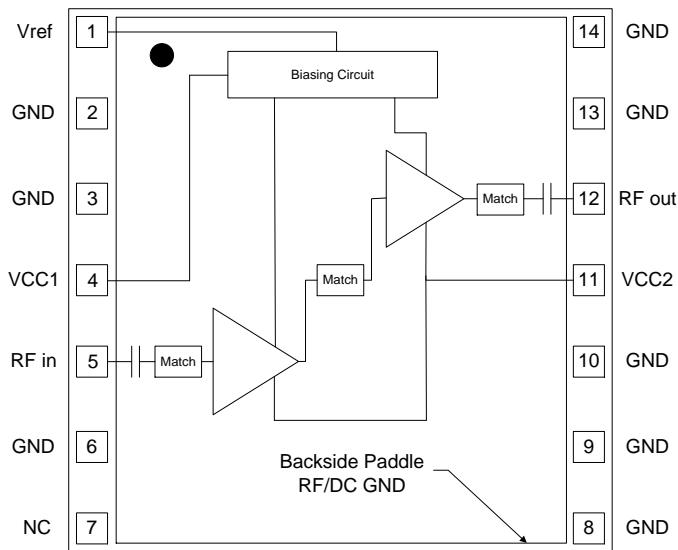 Vref 1 14 GND
Biasing Circuit
GND 2 13 GND
GND 3 Match 12 RF out
VCC1 4 Match 11 VCC2
RF in 5 Match 10 GND
GND 6 9 GND
Backside Paddle
RF/DC GND
NC 7 8 GND